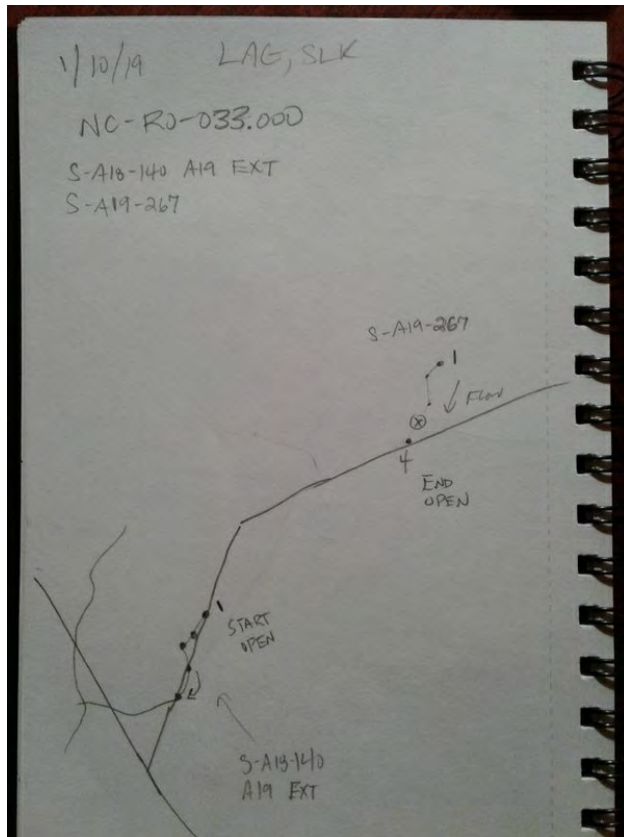 1/10/19 LAG, SLK
NC-RO-033.000
S-A18-140 A19 EXT
S-A19-267
S-A19-267
1
FLOW
4
END
OPEN
1
START
OPEN
S-A18-140
A19 EXT